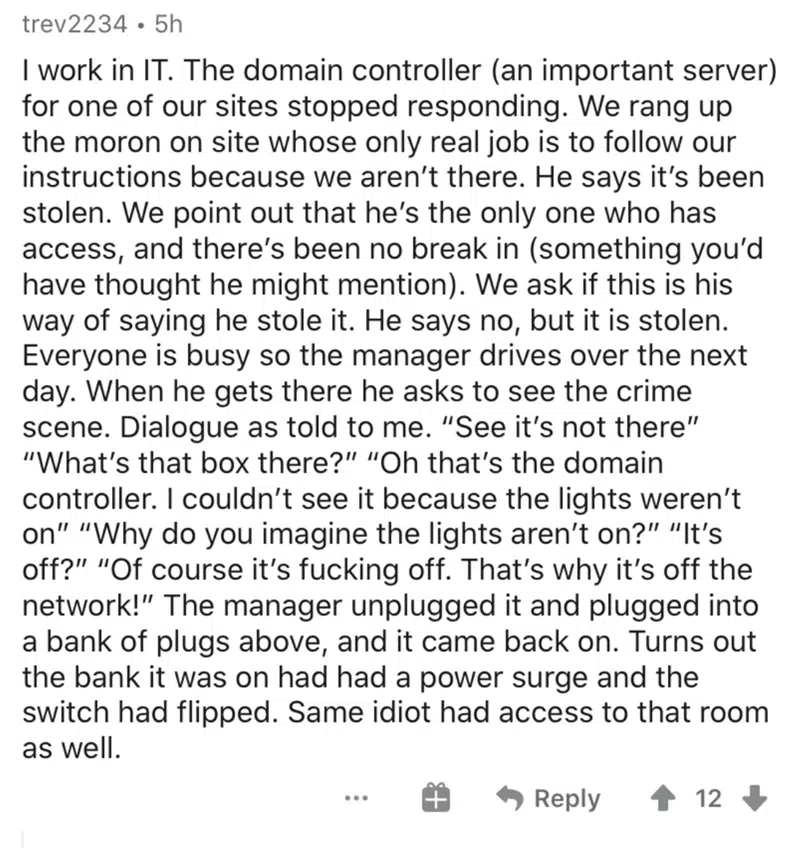 trev2234 • 5h
I work in IT. The domain controller (an important server)
for one of our sites stopped responding. We rang up
the moron on site whose only real job is to follow our
instructions because we aren’t there. He says it’s been
stolen. We point out that he’s the only one who has
access, and there’s been no break in (something you’d
have thought he might mention). We ask if this is his
way of saying he stole it. He says no, but it is stolen.
Everyone is busy so the manager drives over the next
day. When he gets there he asks to see the crime
scene. Dialogue as told to me. “See it’s not there”
“What’s that box there?” “Oh that’s the domain
controller. I couldn’t see it because the lights weren’t
on” “Why do you imagine the lights aren’t on?” “It’s
off?” “Of course it’s fucking off. That’s why it’s off the
network!” The manager unplugged it and plugged into
a bank of plugs above, and it came back on. Turns out
the bank it was on had had a power surge and the
switch had flipped. Same idiot had access to that room
as well.
Reply 12